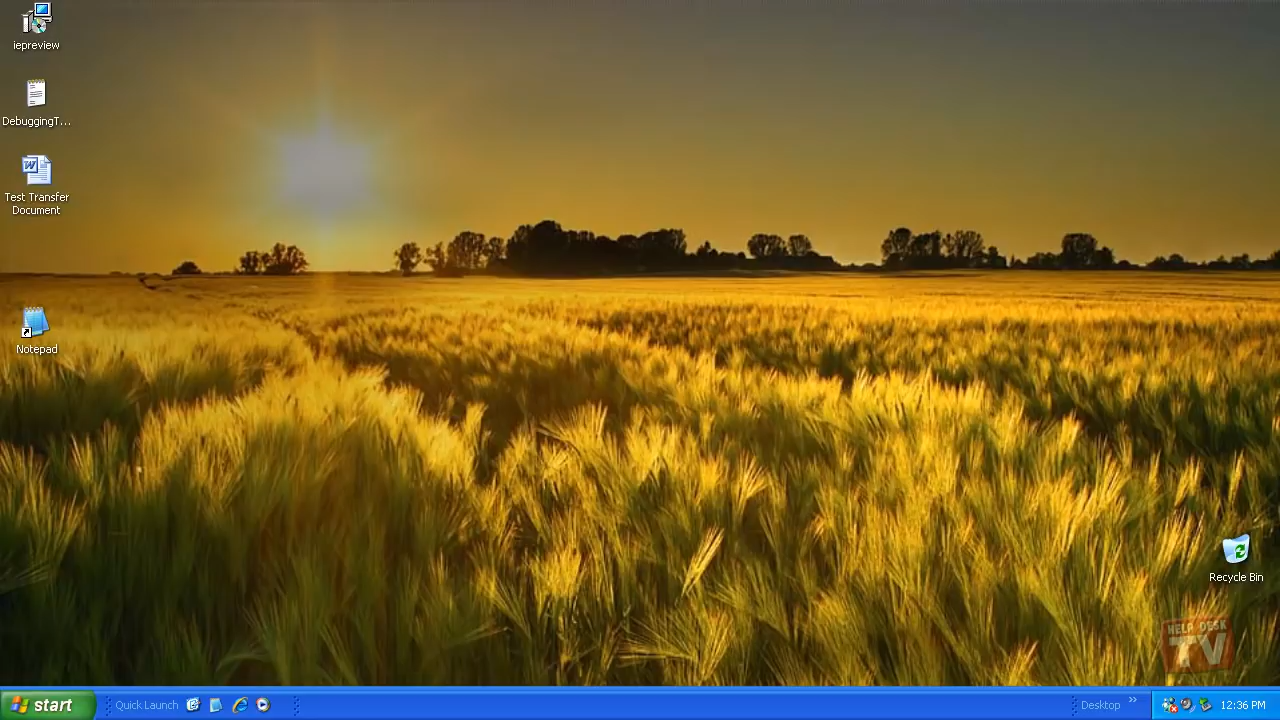 iepreview
DebuggingT...
Test Transfer
Document
Notepad
Recycle Bin
HELP DESK
TV
start
Quick Launch
Desktop
12:36 PM